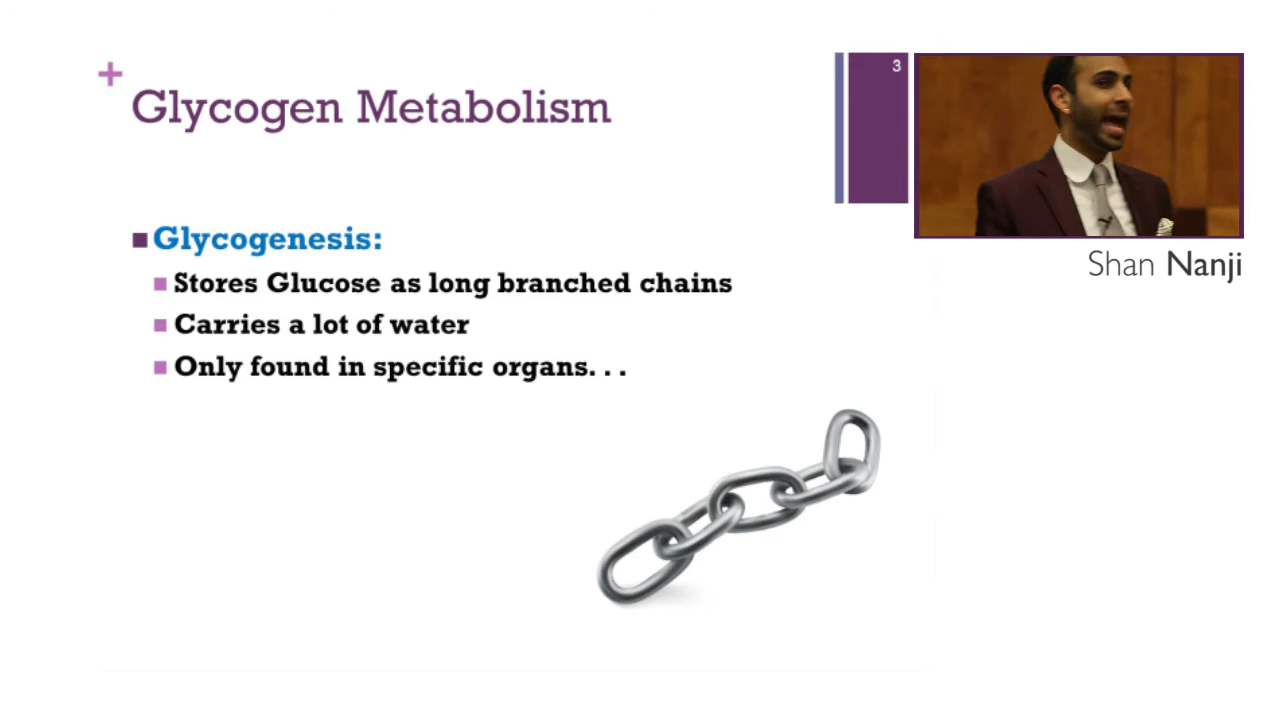 +
Glycogen Metabolism
3
Shan Nanji
Glycogenesis:
Stores Glucose as long branched chains
Carries a lot of water
Only found in specific organs. . .